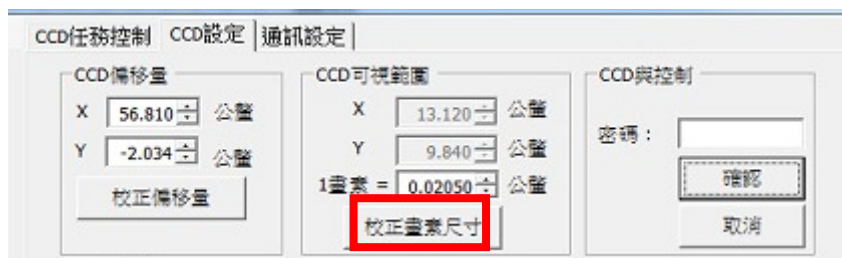 CCD任務控制 CCD設定 通訊設定
CCD偏移量
X 56.810 公釐
Y -2.034 公釐
校正偏移量
CCD可視範圍
X 13.120 公釐
Y 9.840 公釐
1畫素 = 0.02050 公釐
校正畫素尺寸
CCD與控制
密碼：
確認
取消